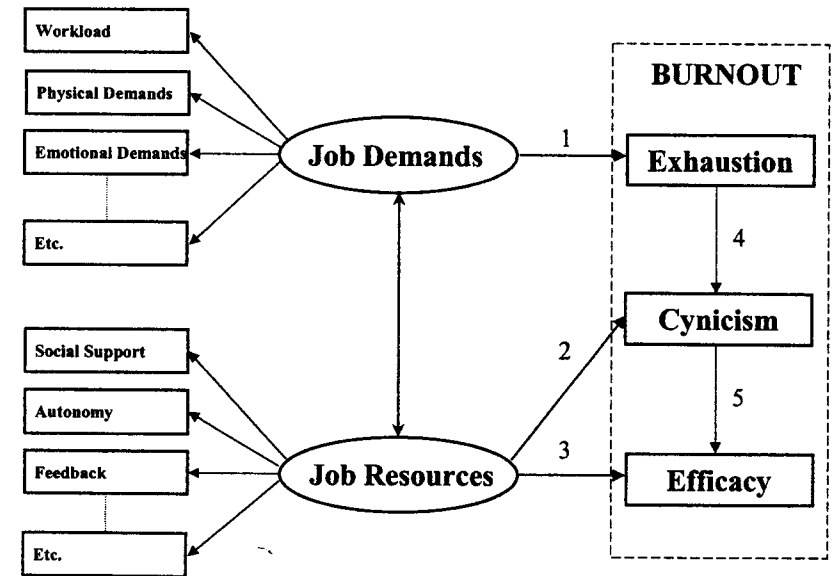 Workload
Physical Demands
Emotional Demands
Etc.
Job Demands
1
BURNOUT
Exhaustion
4
Cynicism
2
5
Social Support
Autonomy
Feedback
Etc.
Job Resources
3
Efficacy